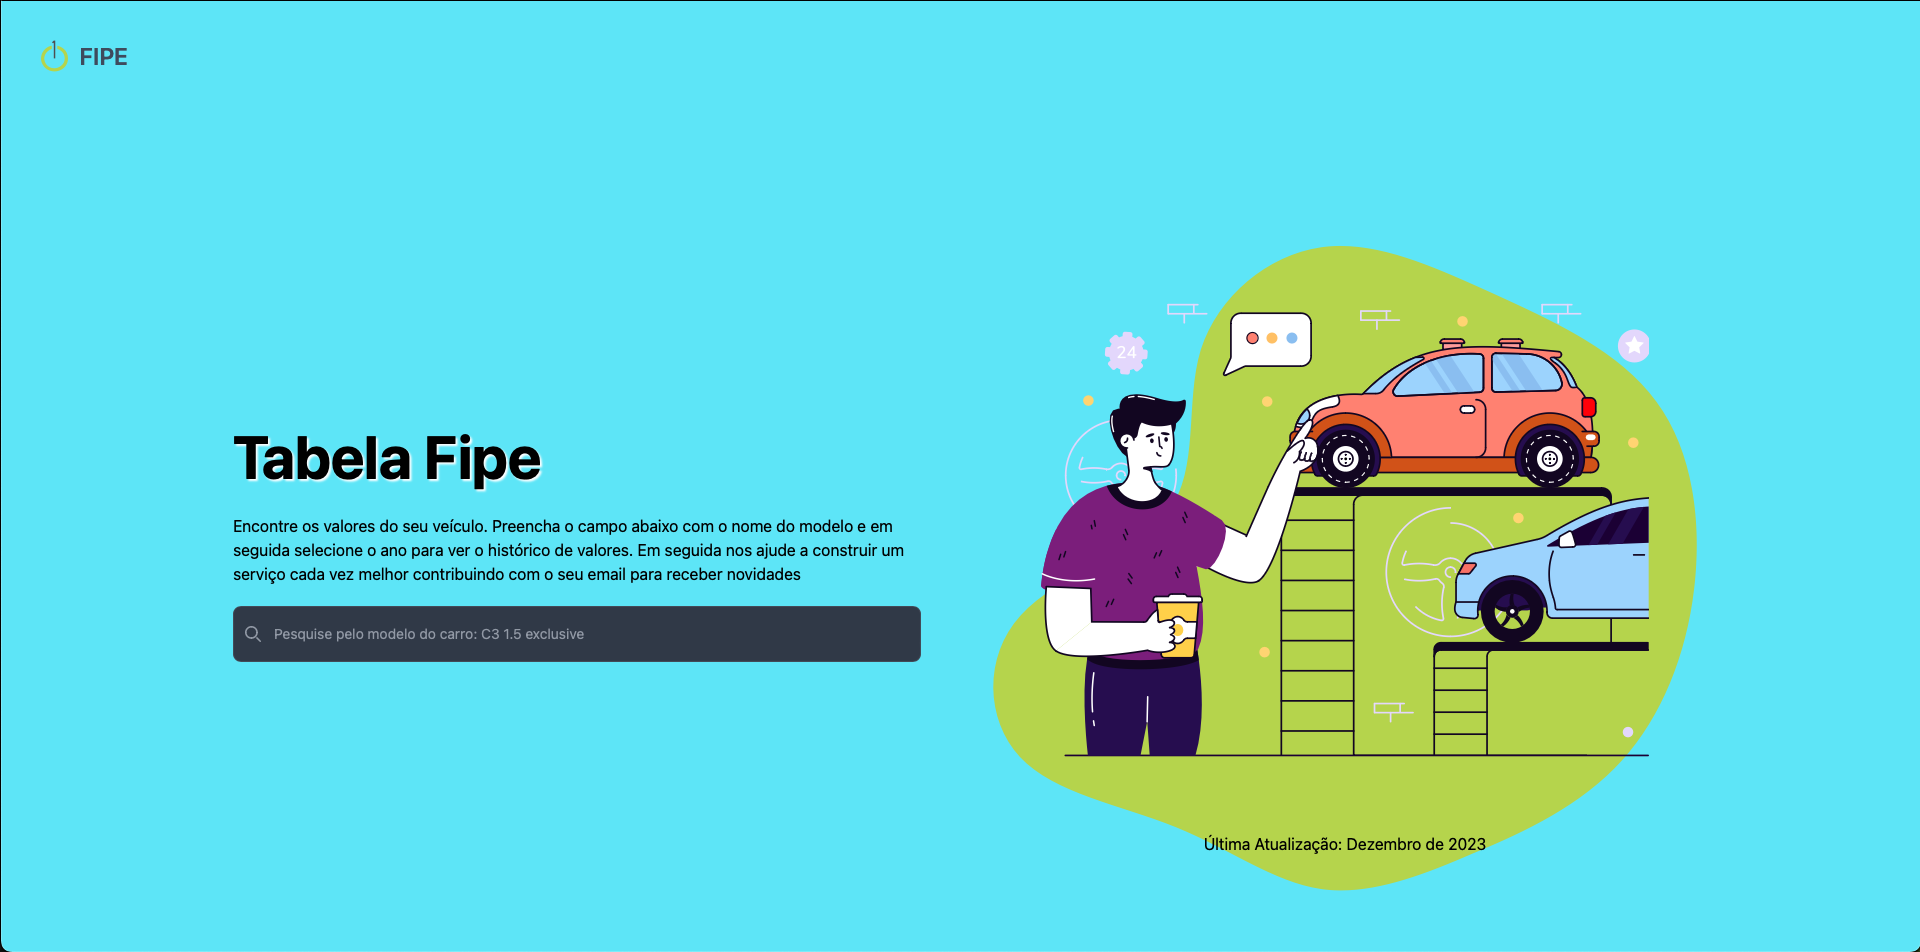 FIPE
Tabela Fipe
Encontre os valores do seu veículo. Preencha o campo abaixo com o nome do modelo e em
seguida selecione o ano para ver o histórico de valores. Em seguida nos ajude a construir um
serviço cada vez melhor contribuindo com o seu email para receber novidades
Pesquise pelo modelo do carro: C3 1.5 exclusive
24
Última Atualização: Dezembro de 2023